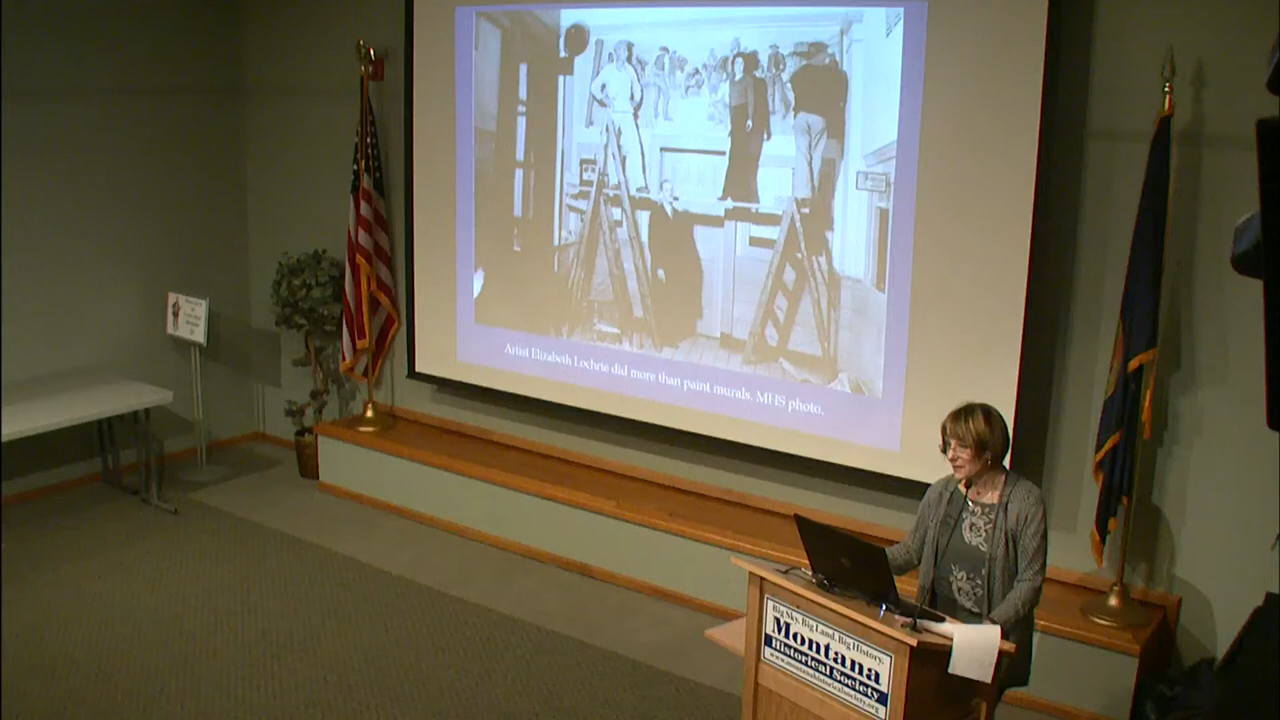 Artist Elizabeth Lochrie did more than paint murals. MHS photo.
Big Sky. Big Land. Big History.
Montana
Historical Society
www.montanahistoricalsociety.org